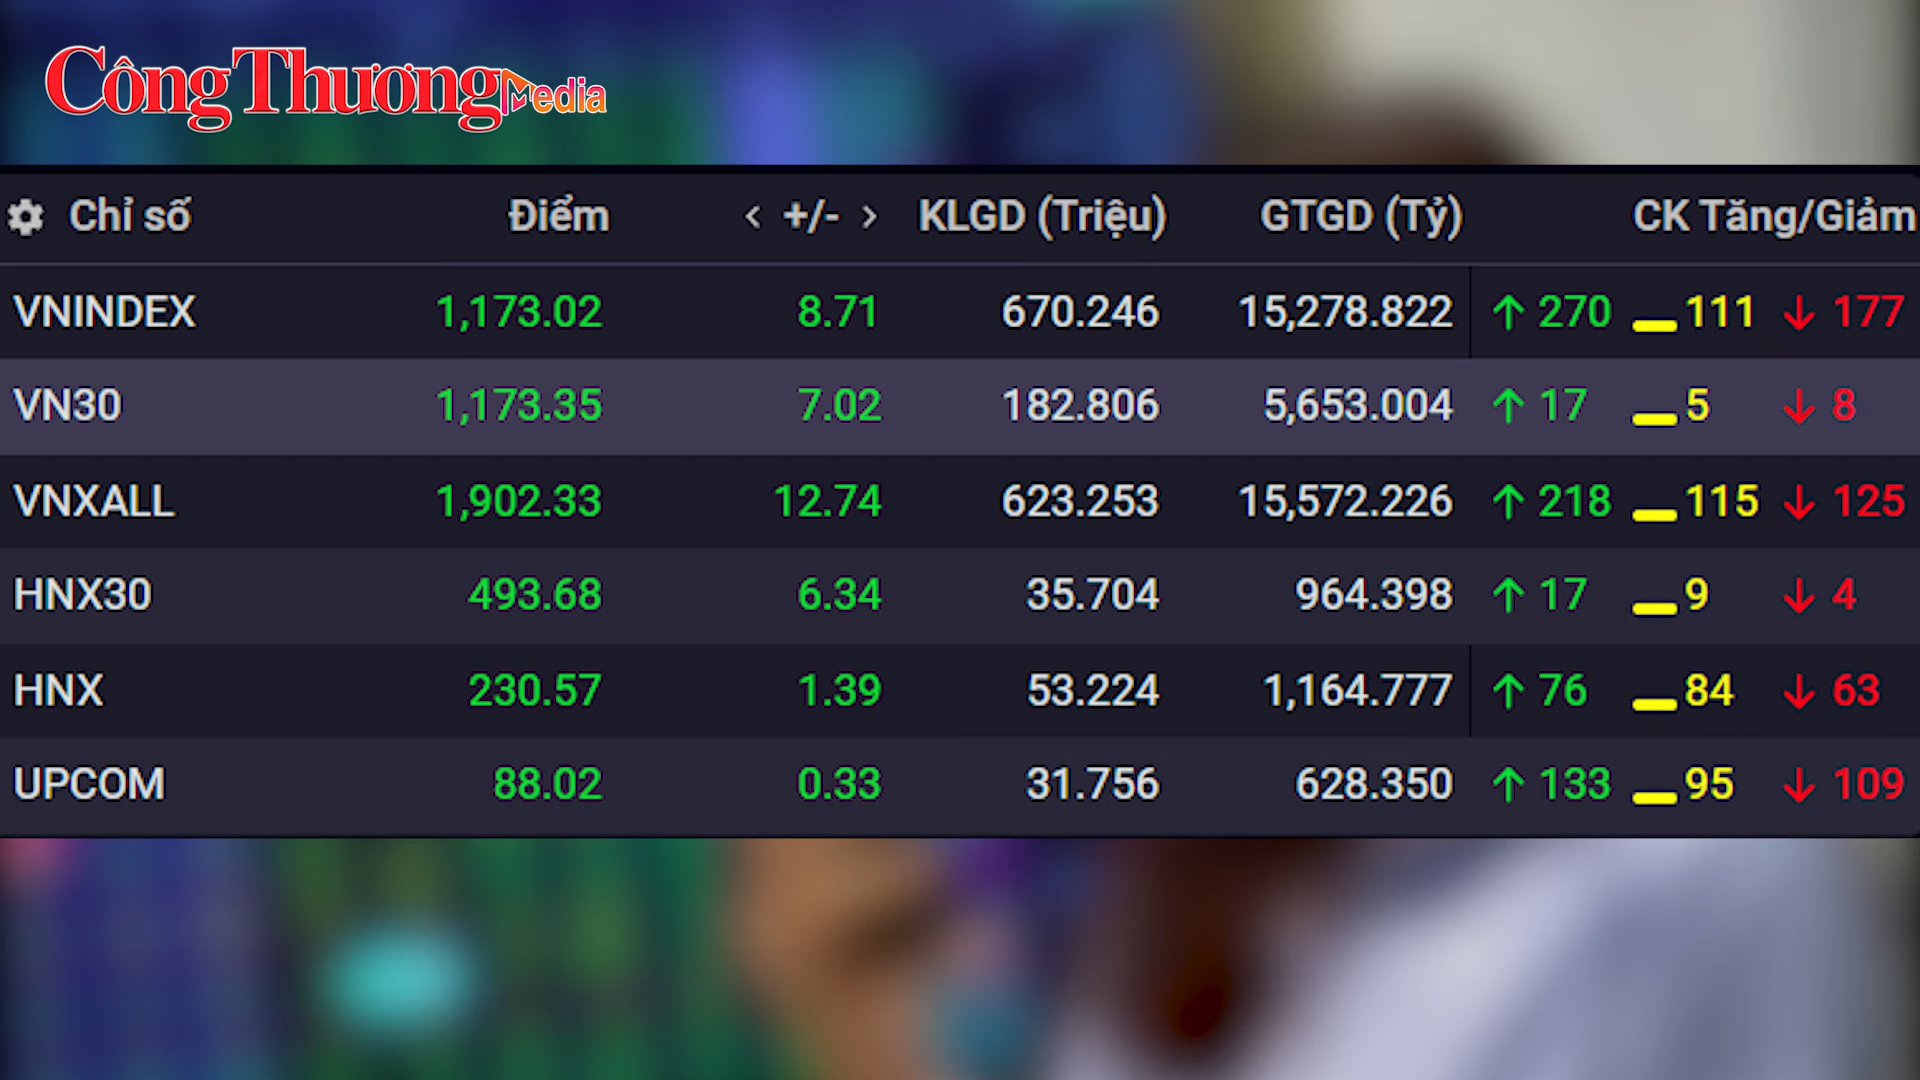 CôngThươngMedia
Chỉ số Điểm < +/- > KLGD (Triệu) GTGD (Tỷ) CK Tăng/Giảm
VNINDEX 1,173.02 8.71 670.246 15,278.822 ↑ 270 111 ↓ 177
VN30 1,173.35 7.02 182.806 5,653.004 ↑ 17 5 ↓ 8
VNXALL 1,902.33 12.74 623.253 15,572.226 ↑ 218 115 ↓ 125
HNX30 493.68 6.34 35.704 964.398 ↑ 17 9 ↓ 4
HNX 230.57 1.39 53.224 1,164.777 ↑ 76 84 ↓ 63
UPCOM 88.02 0.33 31.756 628.350 ↑ 133 95 ↓ 109